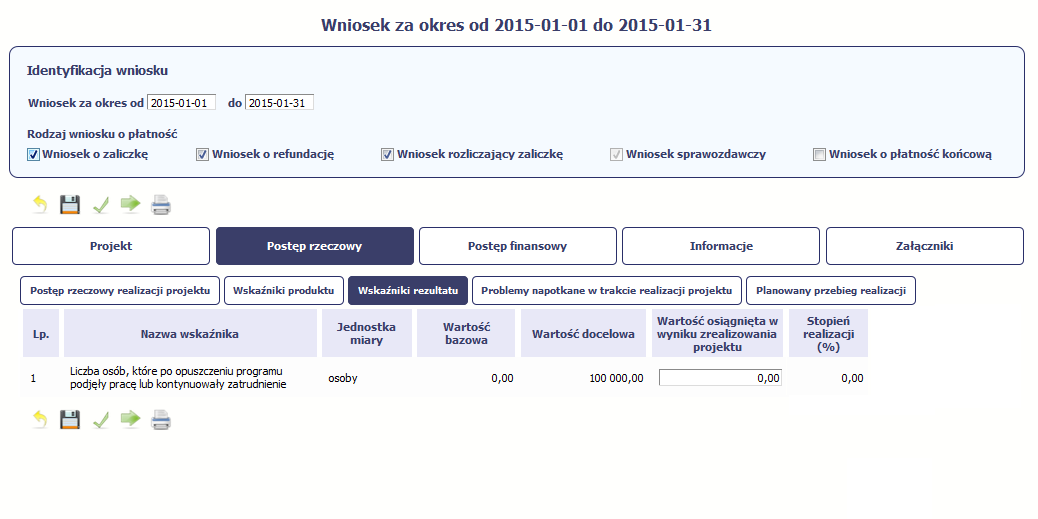 Wniosek za okres od 2015-01-01 do 2015-01-31
Identyfikacja wniosku
Wniosek za okres od 2015-01-01 do 2015-01-31
Rodzaj wniosku o płatność
Wniosek o zaliczkę Wniosek o refundację Wniosek rozliczający zaliczkę Wniosek sprawozdawczy Wniosek o płatność końcową
Projekt Postęp rzeczowy Postęp finansowy Informacje Załączniki
Postęp rzeczowy realizacji projektu Wskaźniki produktu Wskaźniki rezultatu Problemy napotkane w trakcie realizacji projektu Planowany przebieg realizacji
Lp. Nazwa wskaźnika Jednostka miary Wartość bazowa Wartość docelowa Wartość osiągnięta w wyniku zrealizowania projektu Stopień realizacji (%)
1 Liczba osób, które po opuszczeniu programu podjęły pracę lub kontynuowały zatrudnienie osoby 0,00 100 000,00 0,00 0,00